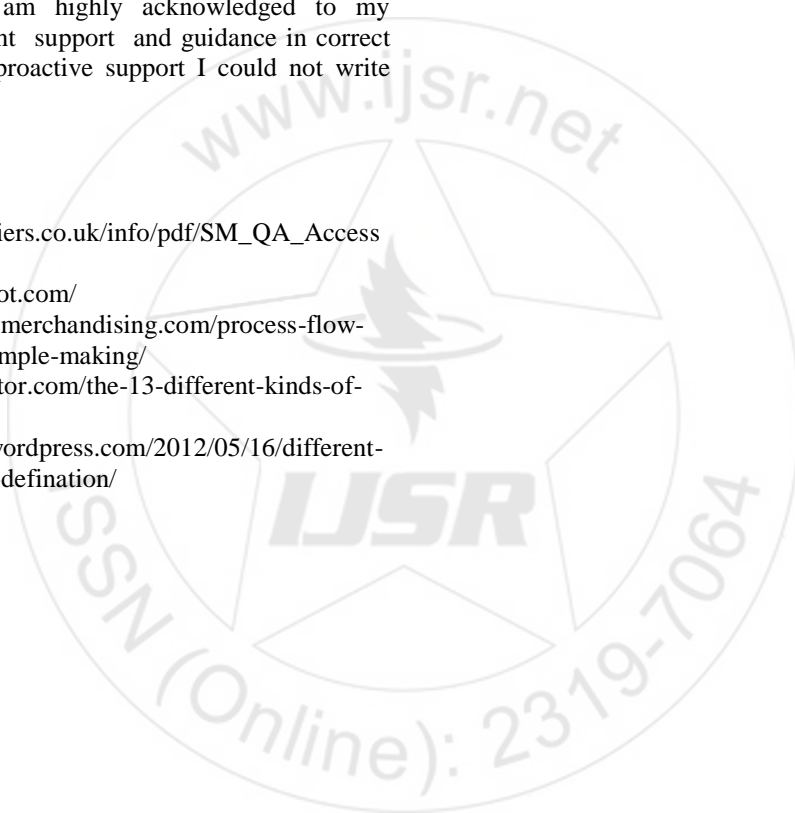 am highly acknowledged to my
nt support and guidance in correct
proactive support I could not write
iers.co.uk/info/pdf/SM_QA_Access
ot.com/
merchandising.com/process-flow-
mple-making/
tor.com/the-13-different-kinds-of-
wordpress.com/2012/05/16/different-
defination/
www.ijsr.net
IJSR
ISSN (Online): 2319-7064